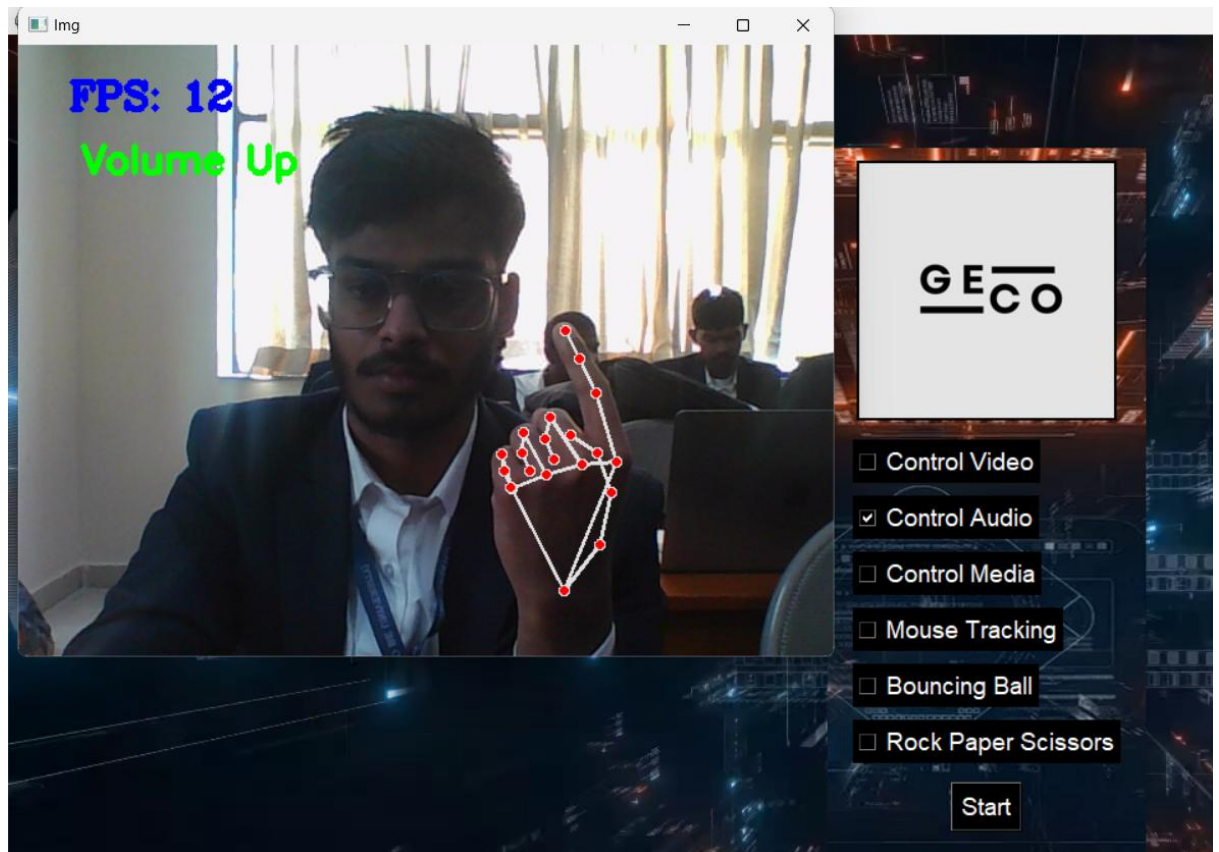 Img
FPS: 12
Volume Up
GECO
Control Video
Control Audio
Control Media
Mouse Tracking
Bouncing Ball
Rock Paper Scissors
Start